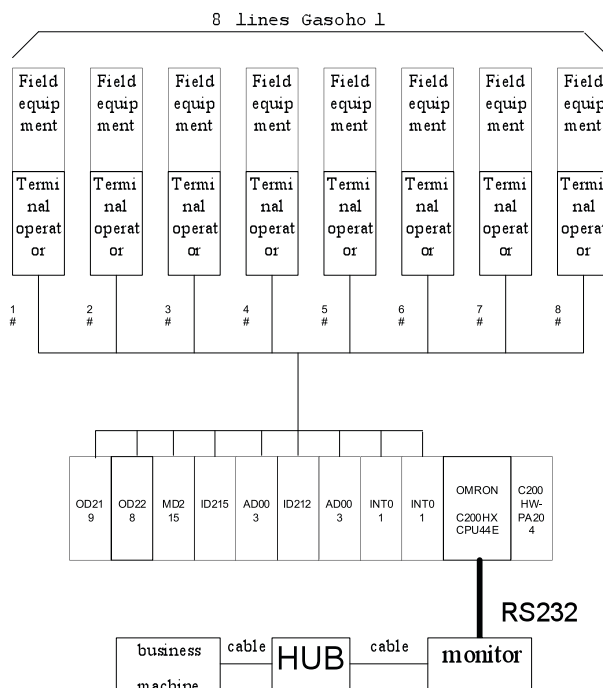 8 lines Gasoho l
Field Field Field Field Field Field Field Field
equip equip equip equip equip equip equip equip
ment ment ment ment ment ment ment ment
Termi Termi Termi Termi Termi Termi Termi Termi
nal nal nal nal nal nal nal nal
operat operat operat operat operat operat operat operat
or or or or or or or or
1 2 3 4 5 6 7 8
# # # # # # # #
OD21 OD22 MD2 ID215 AD00 ID212 AD00 INT0 INT0 OMRON C200
9 8 15 3 3 1 1 C200HX HW-
CPU44E PA20
4
RS232
business cable HUB cable monitor
machine